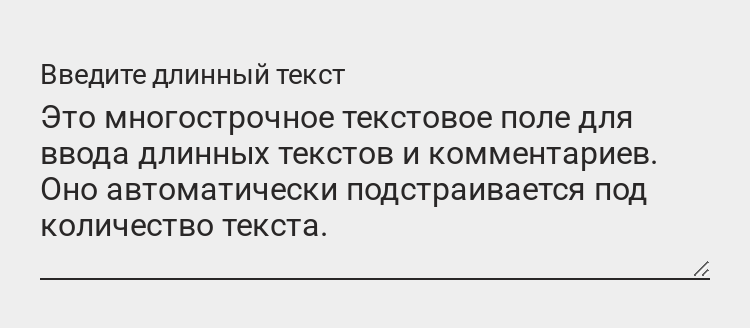 Введите длинный текст
Это многострочное текстовое поле для
ввода длинных текстов и комментариев.
Оно автоматически подстраивается под
количество текста.